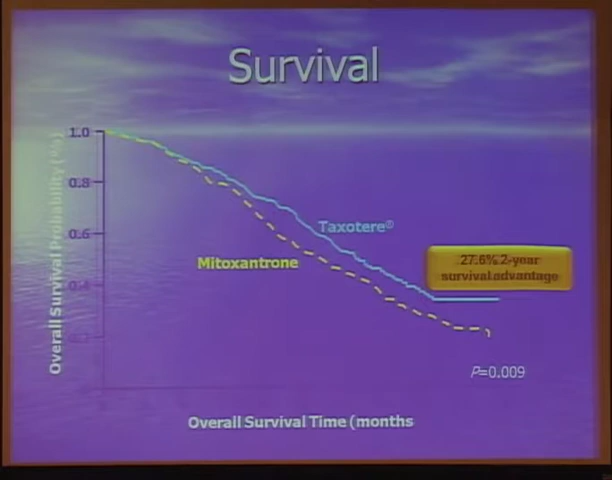 Survival
Overall Survival Probability (%)
1.0
0.8
0.6
0.4
Taxotere®
Mitoxantrone
27.6% 2-year
survival advantage
P=0.009
Overall Survival Time (months